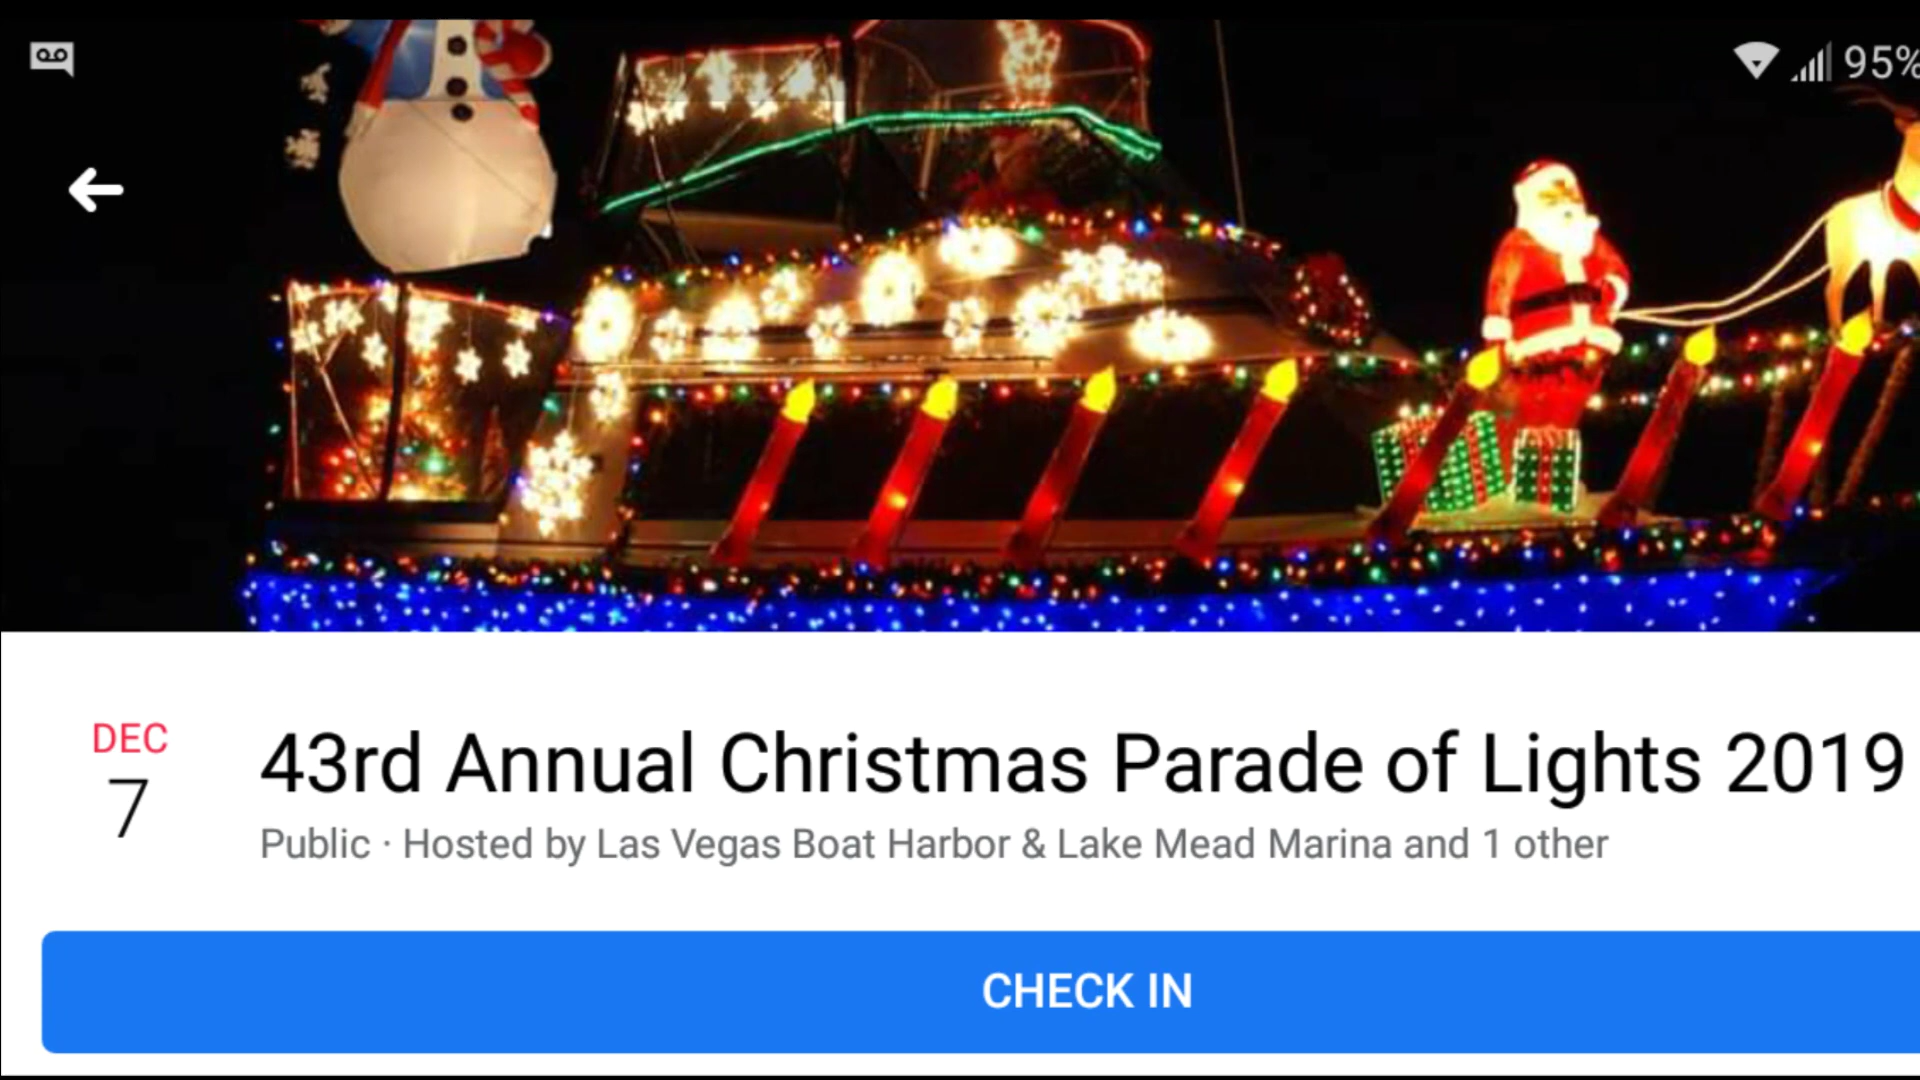 95%
DEC
7
43rd Annual Christmas Parade of Lights 2019
Public · Hosted by Las Vegas Boat Harbor & Lake Mead Marina and 1 other
CHECK IN